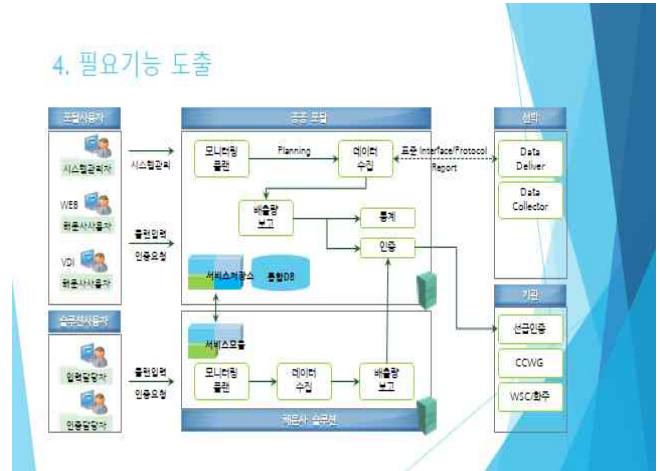 4. 필요기능 도출
포탈사용자
시스템관리자
WEB
해운사사용자
VDI
해운사사용자
솔루션사용자
입력담당자
인증담당자
시스템관리
플랜입력
인증요청
플랜입력
인증요청
공통 포탈
모니터링
플랜
Planning
데이터
수집
배출량
보고
통계
인증
서비스저장소
통합DB
서비스모듈
모니터링
플랜
데이터
수집
배출량
보고
해운사 솔루션
표준 Interface/Protocol
Report
선박
Data
Deliver
Data
Collector
기관
선급인증
CCWG
WSC/화주